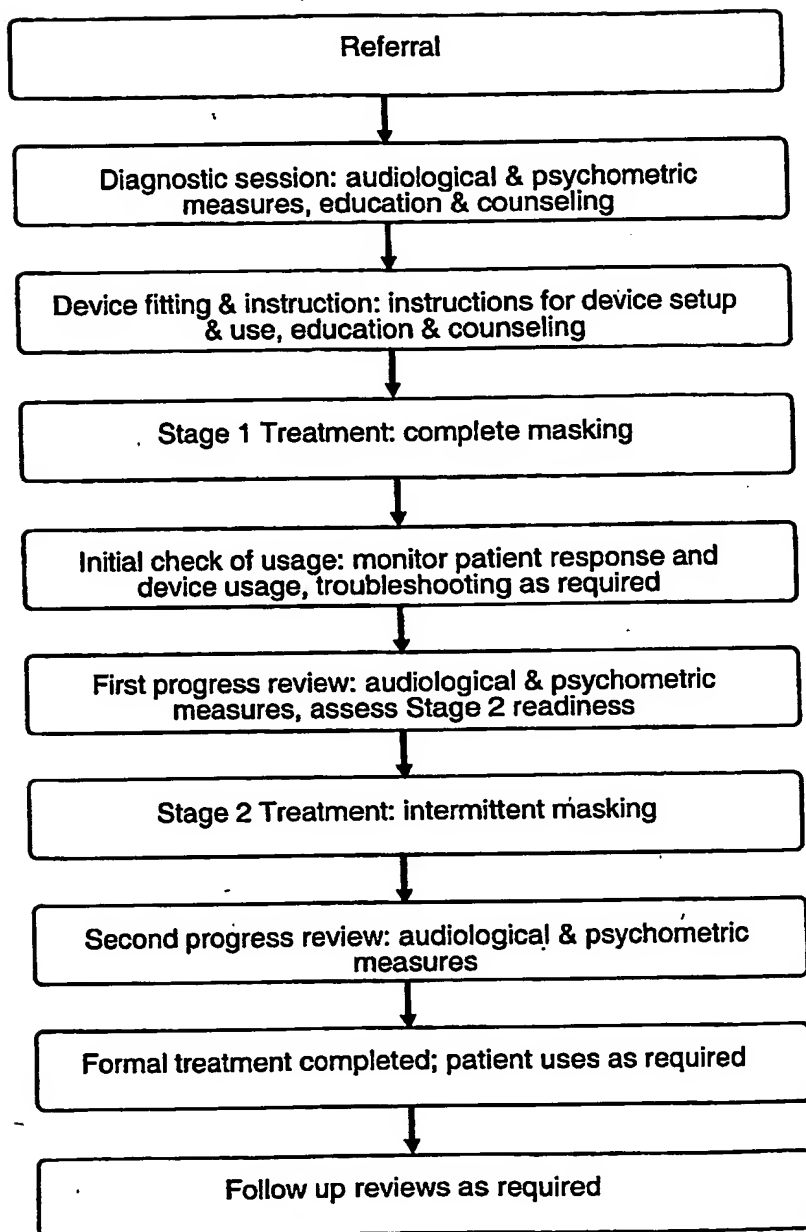 Referral
Diagnostic session: audiological & psychometric
measures, education & counseling
Device fitting & instruction: instructions for device setup
& use, education & counseling
Stage 1 Treatment: complete masking
Initial check of usage: monitor patient response and
device usage, troubleshooting as required
First progress review: audiological & psychometric
measures, assess Stage 2 readiness
Stage 2 Treatment: intermittent masking
Second progress review: audiological & psychometric
measures
Formal treatment completed; patient uses as required
Follow up reviews as required